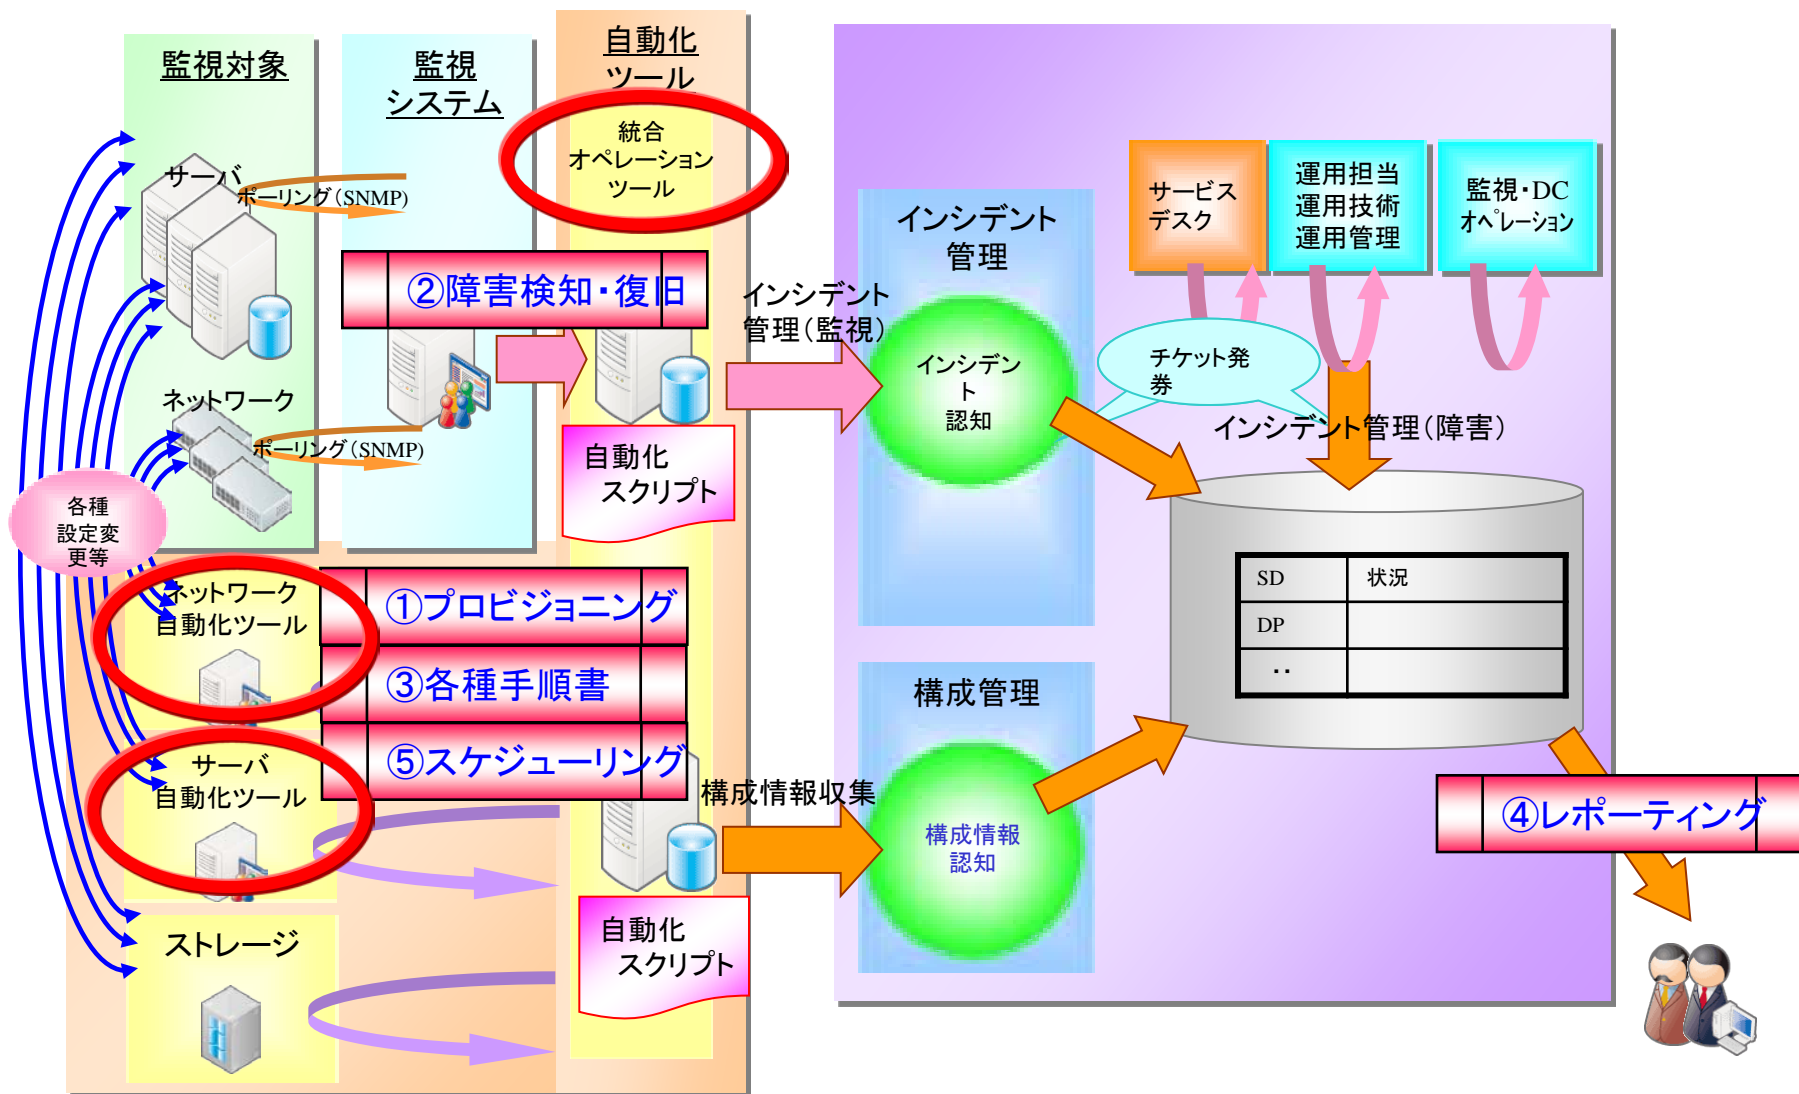 監視対象
監視
システム
自動化
ツール
統合
オペレーション
ツール
サーバ
ポーリング(SNMP)
②障害検知・復旧
ネットワーク
ポーリング(SNMP)
自動化
スクリプト
各種
設定変
更等
ネットワーク
自動化ツール
①プロビジョニング
③各種手順書
⑤スケジューリング
サーバ
自動化ツール
ストレージ
自動化
スクリプト
インシデント
管理(監視)
構成情報収集
インシデント
管理
インシデン
ト
認知
構成管理
構成情報
認知
サービス
デスク
運用担当
運用技術
運用管理
監視・DC
オペレーション
チケット発
券
インシデント管理(障害)
SD 状況
DP
・・
④レポーティング